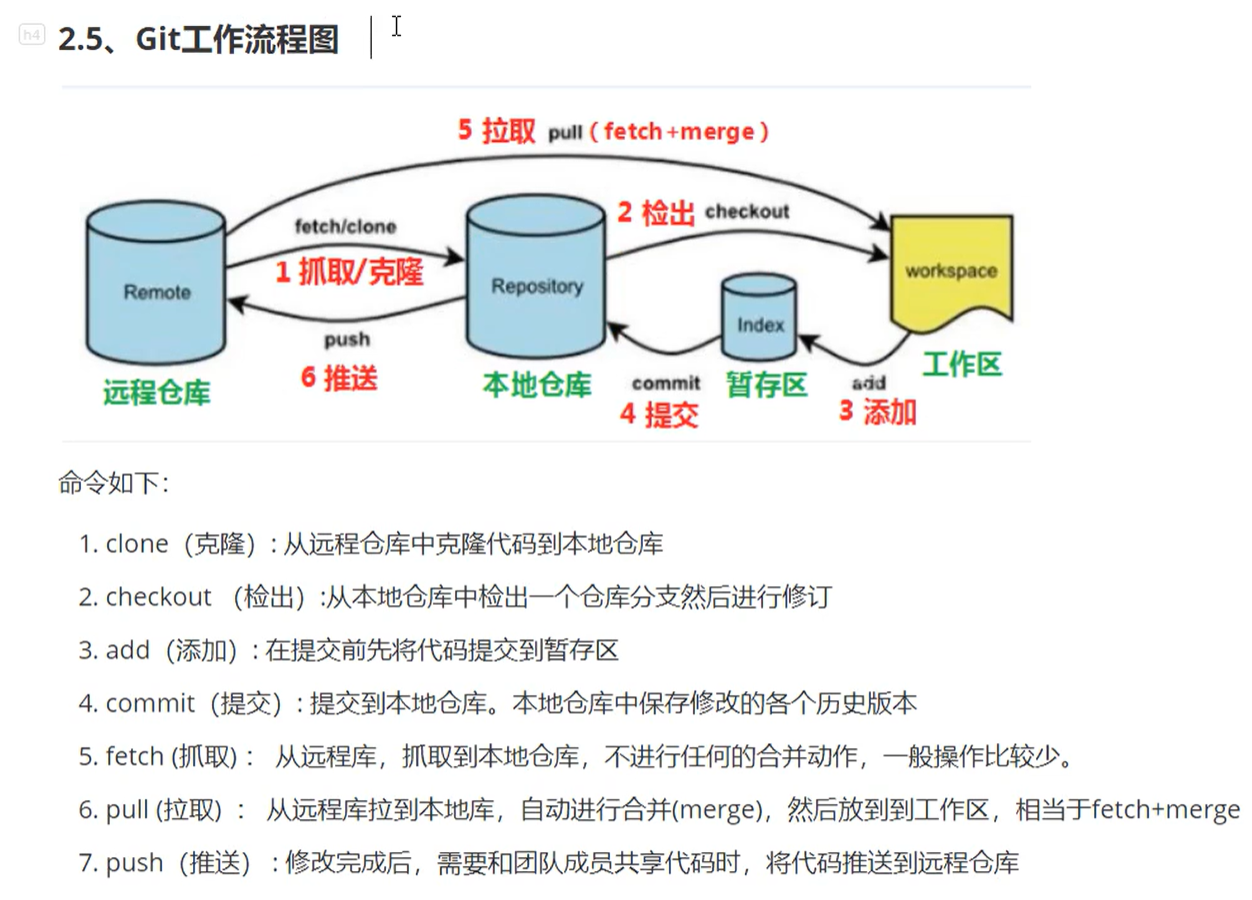 h4
2.5、Git工作流程图
5 拉取 pull ( fetch+merge )
2 检出 checkout
fetch/clone
1 抓取/克隆
Remote
Repository
workspace
Index
push
6 推送
远程仓库
本地仓库
commit
4 提交
暂存区
add
3 添加
工作区
命令如下：
1. clone（克隆）: 从远程仓库中克隆代码到本地仓库
2. checkout （检出）:从本地仓库中检出一个仓库分支然后进行修订
3. add（添加）: 在提交前先将代码提交到暂存区
4. commit（提交）: 提交到本地仓库。本地仓库中保存修改的各个历史版本
5. fetch (抓取) ： 从远程库，抓取到本地仓库，不进行任何的合并动作，一般操作比较少。
6. pull (拉取) ： 从远程库拉到本地库，自动进行合并(merge)，然后放到到工作区，相当于fetch+merge
7. push（推送） : 修改完成后，需要和团队成员共享代码时，将代码推送到远程仓库